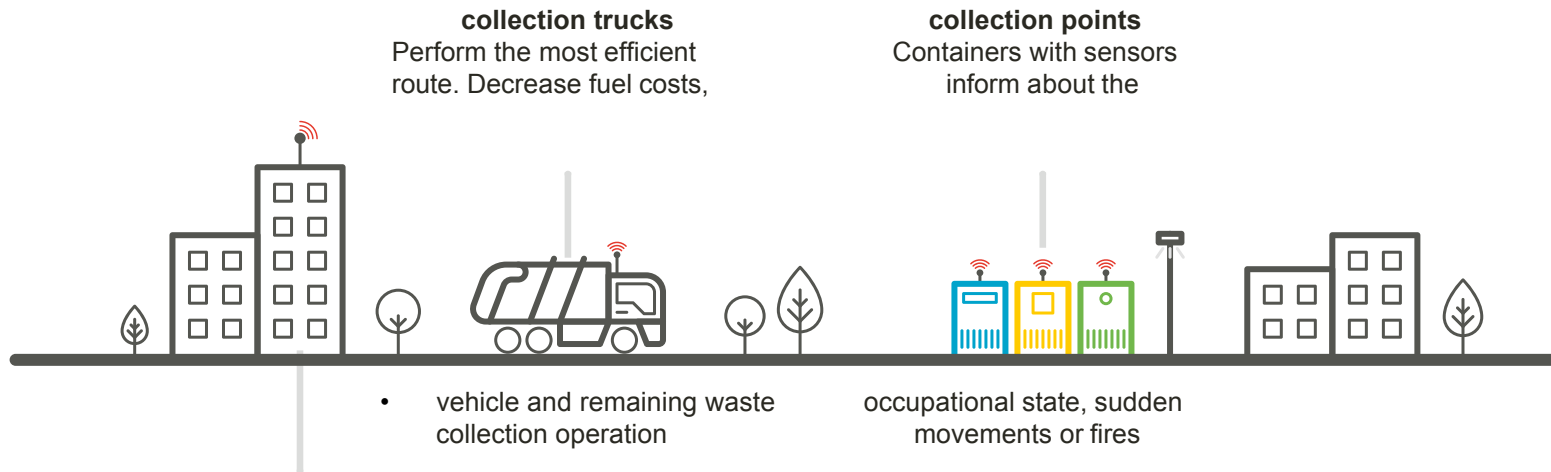 collection trucks
Perform the most efficient
route. Decrease fuel costs,
collection points
Containers with sensors
inform about the
• vehicle and remaining waste
collection operation
occupational state, sudden
movements or fires